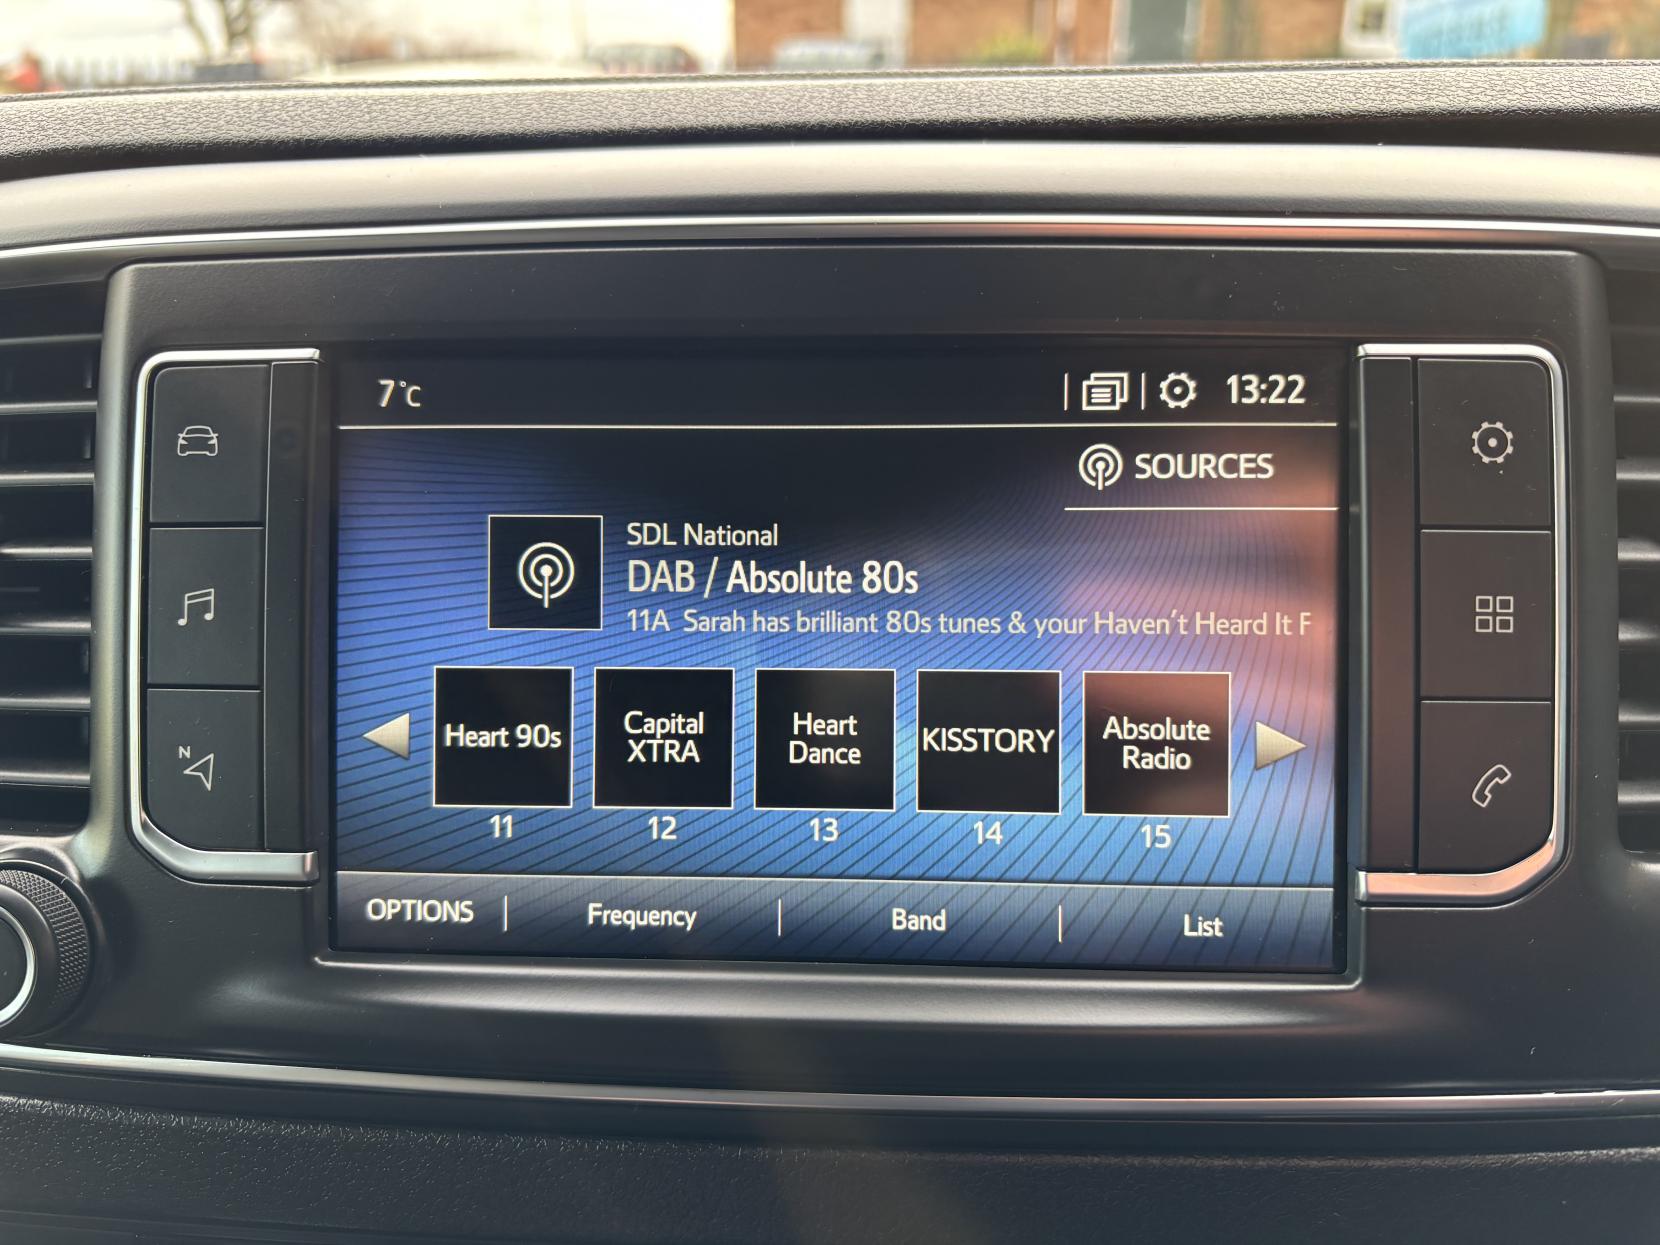 7°C
13:22
SOURCES
SDL National
DAB / Absolute 80s
11A Sarah has brilliant 80s tunes & your Haven't Heard It F
Heart 90s
Capital
XTRA
Heart
Dance
KISSTORY
Absolute
Radio
11
12
13
14
15
OPTIONS
Frequency
Band
List
N